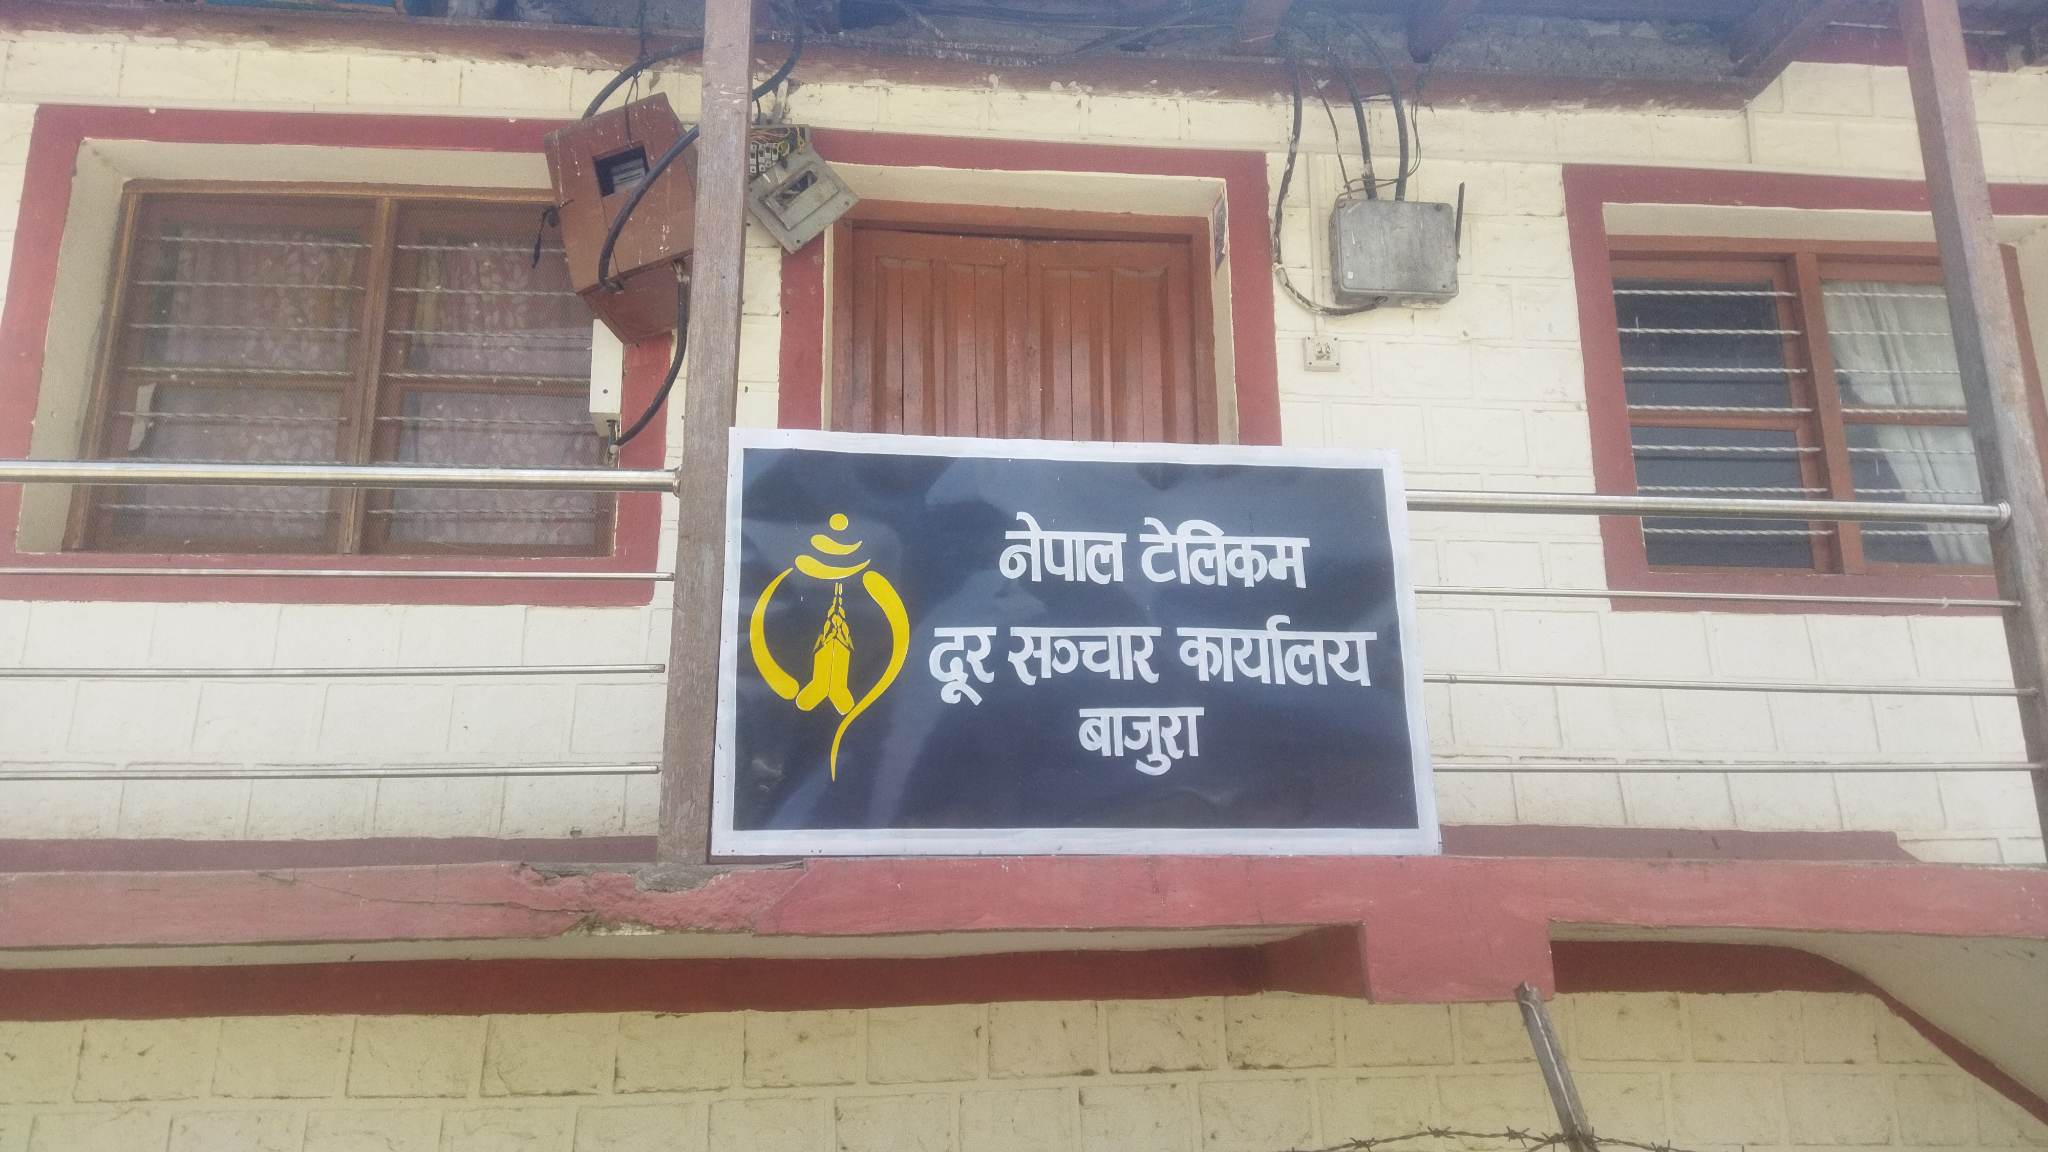 नेपाल टेलिकम
दूर सञ्चार कार्यालय
बाजुरा